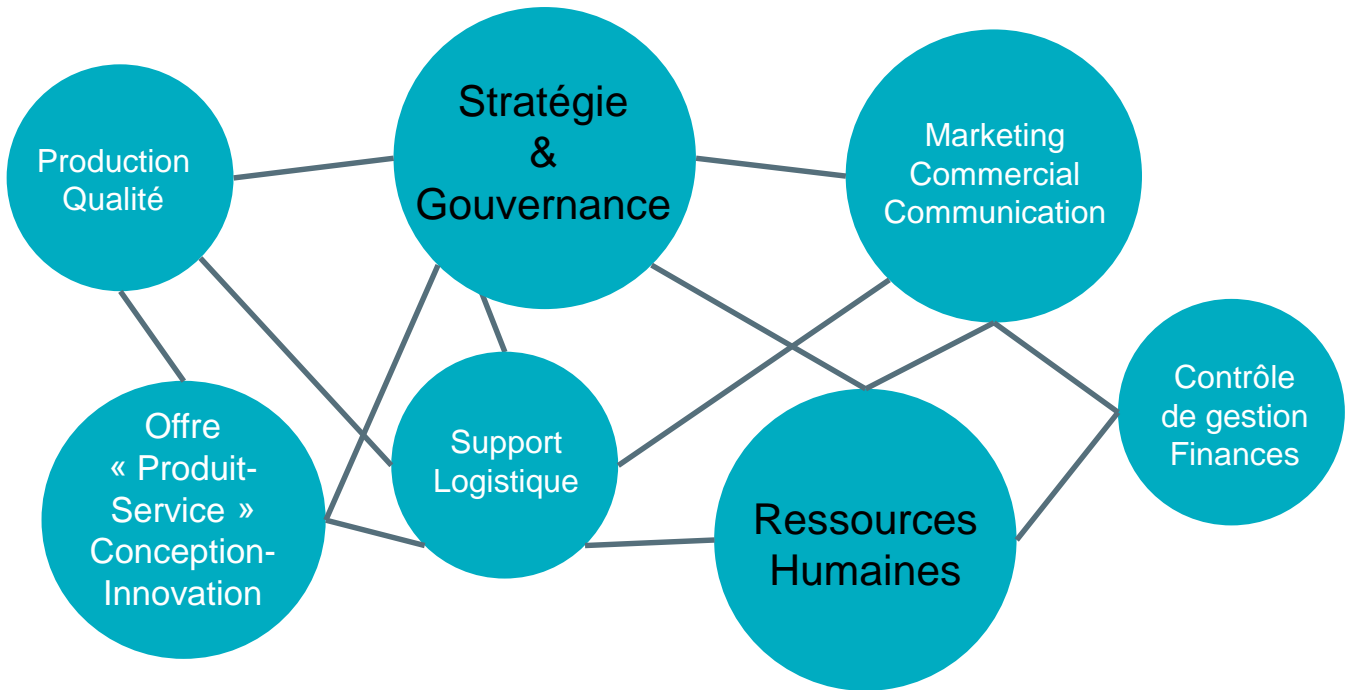 Stratégie
&
Gouvernance
Production
Qualité
Marketing
Commercial
Communication
Contrôle
de gestion
Finances
Offre
« Produit-
Service »
Conception-
Innovation
Support
Logistique
Ressources
Humaines